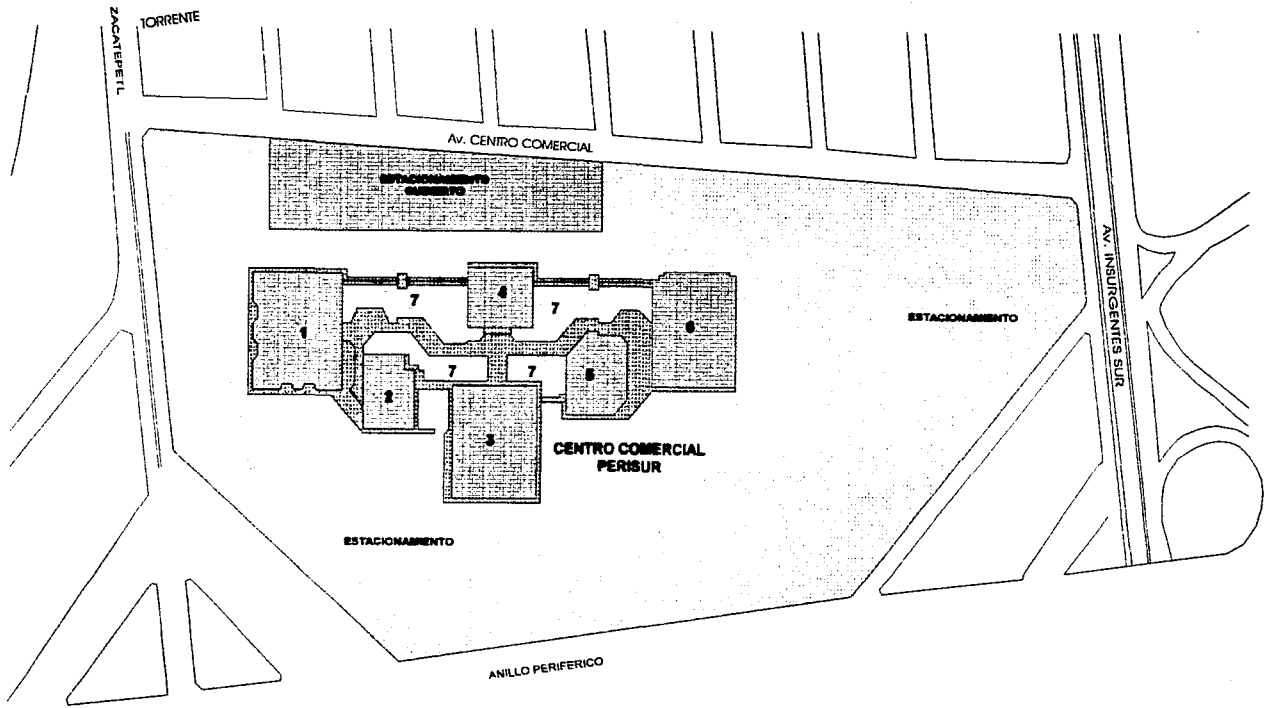 TORRENTE
ZACATEPETL
Av. CENTRO COMERCIAL
ESTACIONAMIENTO
CUBIERTO
Av. INSURGENTES SUR
7
4
7
1
6
ESTACIONAMIENTO
7
7
5
2
3
CENTRO COMERCIAL
PERISUR
ESTACIONAMIENTO
ANILLO PERIFERICO